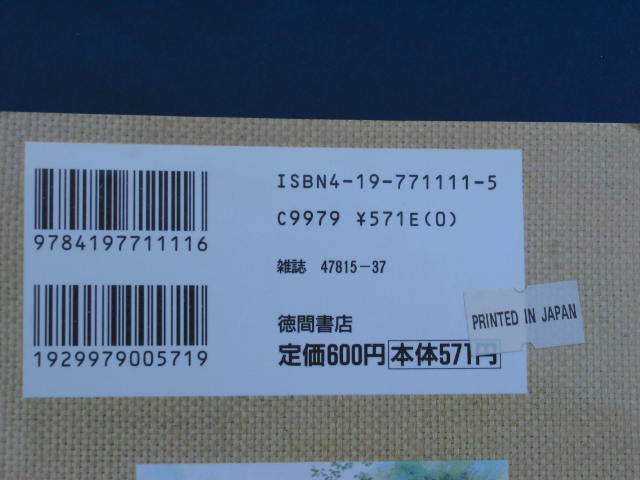 ISBN4-19-771111-5
C9979 ¥571E(0)
9784197711116
雑誌 47815-37
1929979005719
徳間書店
定価600円 本体571円
PRINTED IN JAPAN